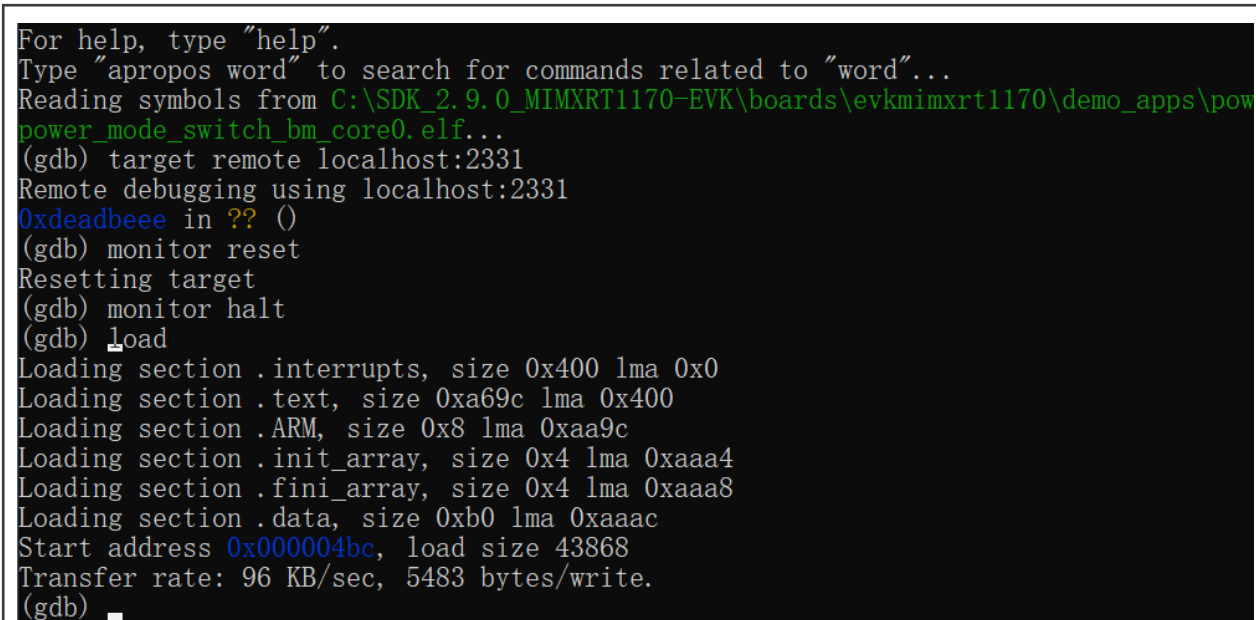 For help, type "help".
Type "apropos word" to search for commands related to "word"...
Reading symbols from C:\SDK_2.9.0_MIMXRT1170-EVK\boards\evkmimxrt1170\demo_apps\pow
power_mode_switch_bm_core0.elf...
(gdb) target remote localhost:2331
Remote debugging using localhost:2331
0xdeadbeee in ?? ()
(gdb) monitor reset
Resetting target
(gdb) monitor halt
(gdb) load
Loading section .interrupts, size 0x400 lma 0x0
Loading section .text, size 0xa69c lma 0x400
Loading section .ARM, size 0x8 lma 0xaa9c
Loading section .init_array, size 0x4 lma 0xaaa4
Loading section .fini_array, size 0x4 lma 0xaaa8
Loading section .data, size 0xb0 lma 0xaaac
Start address 0x000004bc, load size 43868
Transfer rate: 96 KB/sec, 5483 bytes/write.
(gdb)